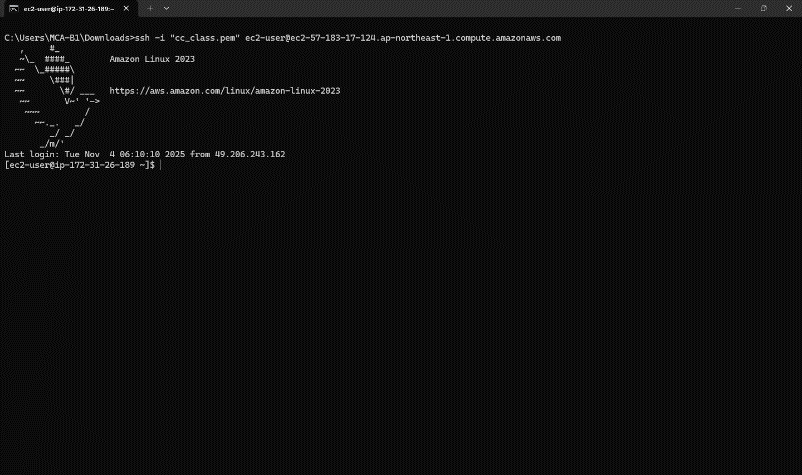 ec2-user@ip-172-31-26-189:~
C:\Users\MCA-B1\Downloads>ssh -i "cc_class.pem" ec2-user@ec2-57-183-17-124.ap-northeast-1.compute.amazonaws.com
   ,     #_
   ~\_  ####_        Amazon Linux 2023
  ~~  \_#####\
  ~~     \###|
  ~~       \#/ ___   https://aws.amazon.com/linux/amazon-linux-2023
   ~~       V~' '->
    ~~~         /
      ~~._.   _/
         _/ _/
       _/m/'
Last login: Tue Nov  4 06:10:10 2025 from 49.206.243.162
[ec2-user@ip-172-31-26-189 ~]$